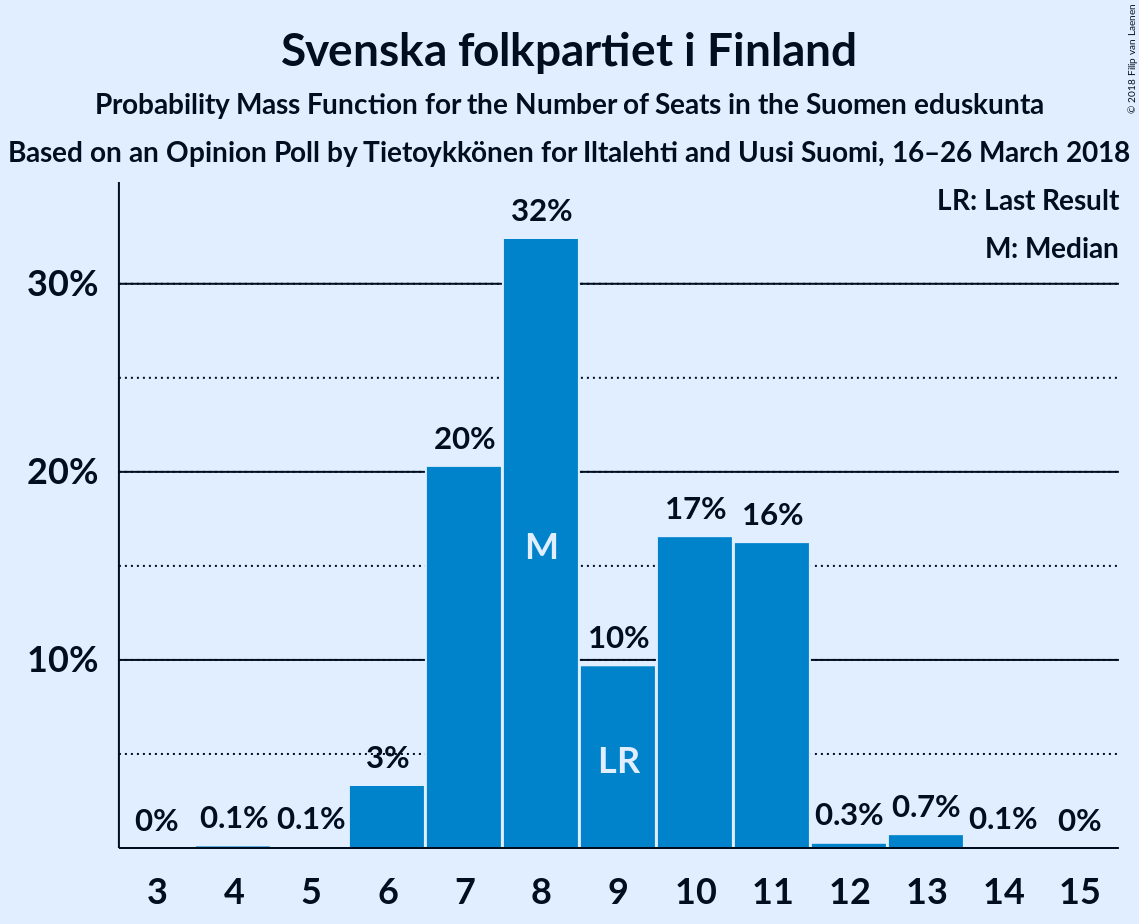 Svenska folkpartiet i Finland
Probability Mass Function for the Number of Seats in the Suomen eduskunta
Based on an Opinion Poll by Tietoykkönen for Iltalehti and Uusi Suomi, 16–26 March 2018
© 2018 Filip van Laenen
LR: Last Result
M: Median
30%
20%
10%
0%
0.1%
0.1%
3%
20%
32%
10%
17%
16%
0.3%
0.7%
0.1%
0%
M
LR
3 4 5 6 7 8 9 10 11 12 13 14 15